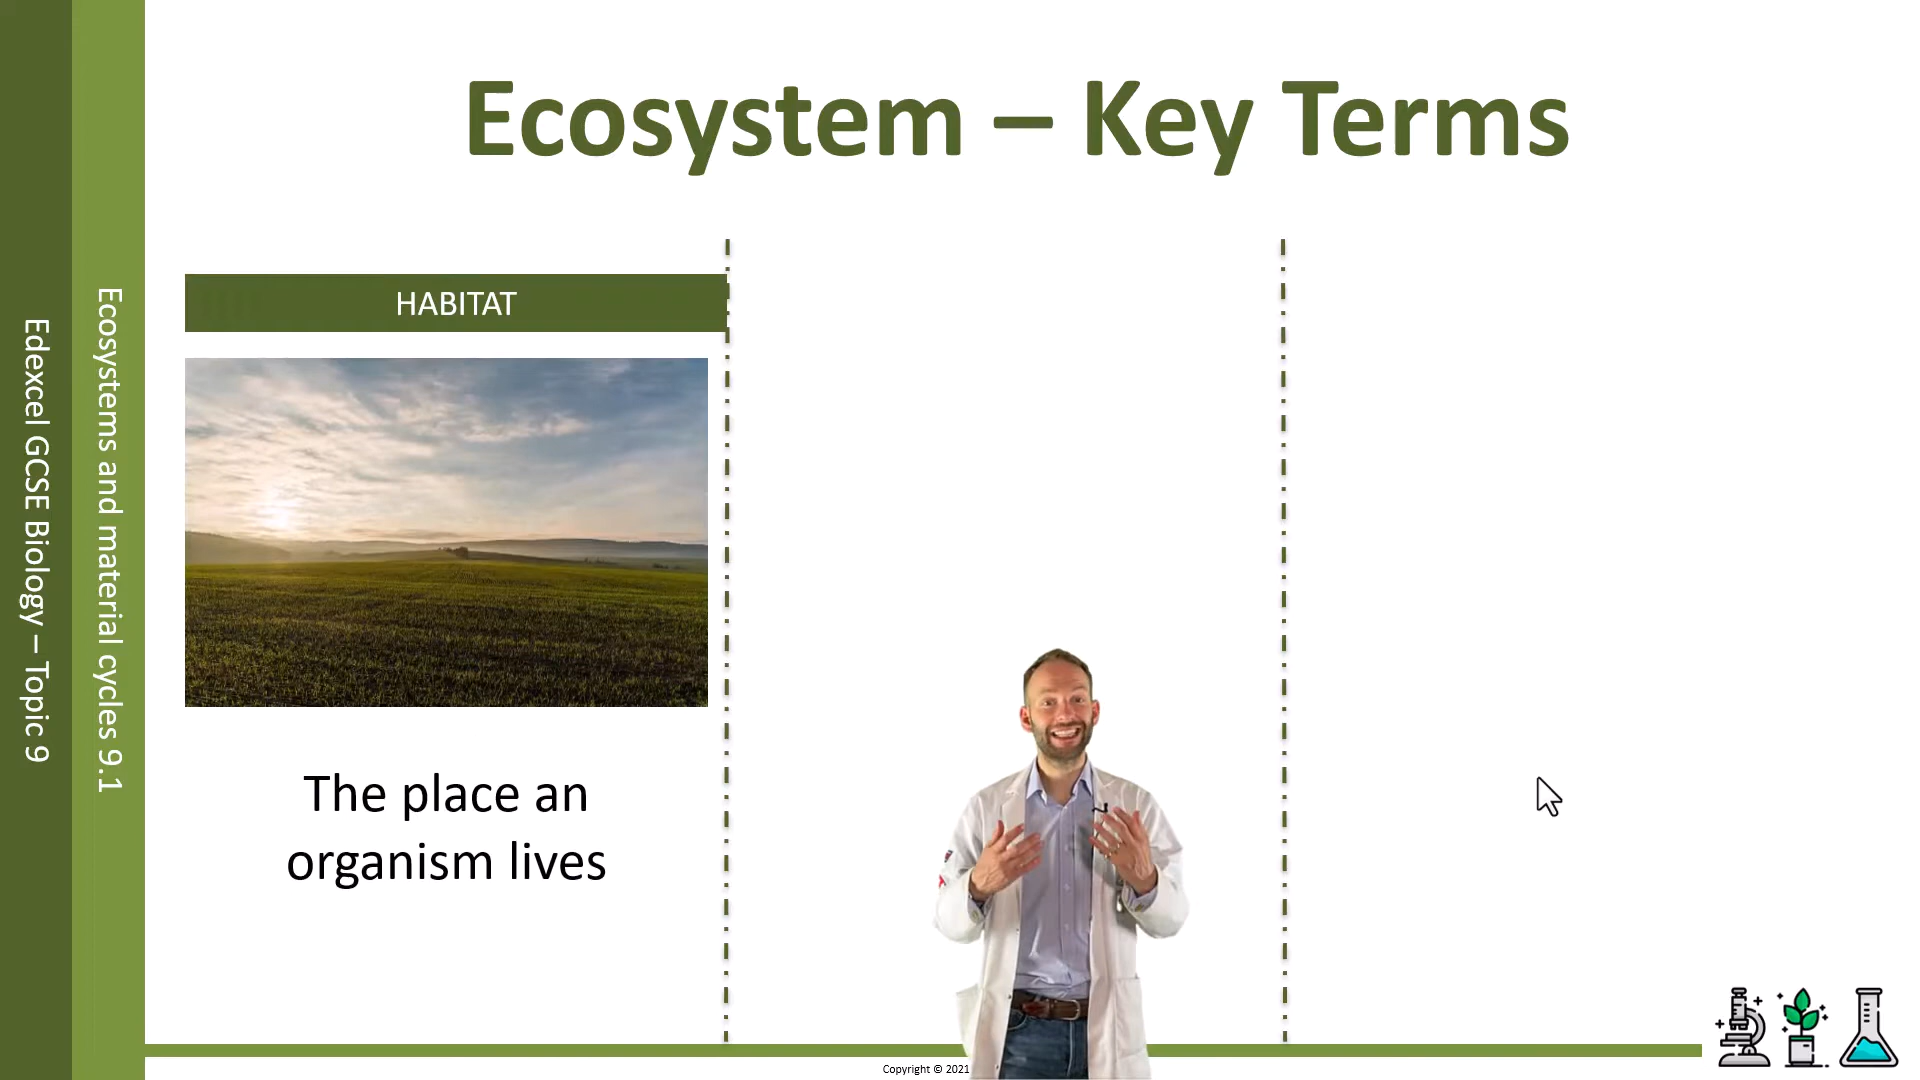 Ecosystem – Key Terms
HABITAT
The place an
organism lives
Ecosystems and material cycles 9.1
Edexcel GCSE Biology – Topic 9
Copyright © 2021